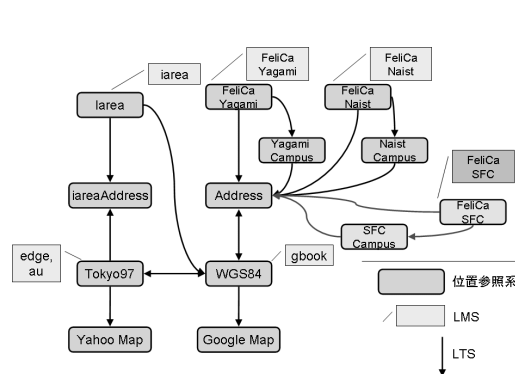 iarea
FeliCa
Yagami
FeliCa
Naist
Iarea
FeliCa
Yagami
FeliCa
Naist
Yagami
Campus
Naist
Campus
FeliCa
SFC
iareaAddress
Address
FeliCa
SFC
SFC
Campus
edge,
au
Tokyo97
WGS84
gbook
位置参照系
Yahoo Map
Google Map
LMS
LTS